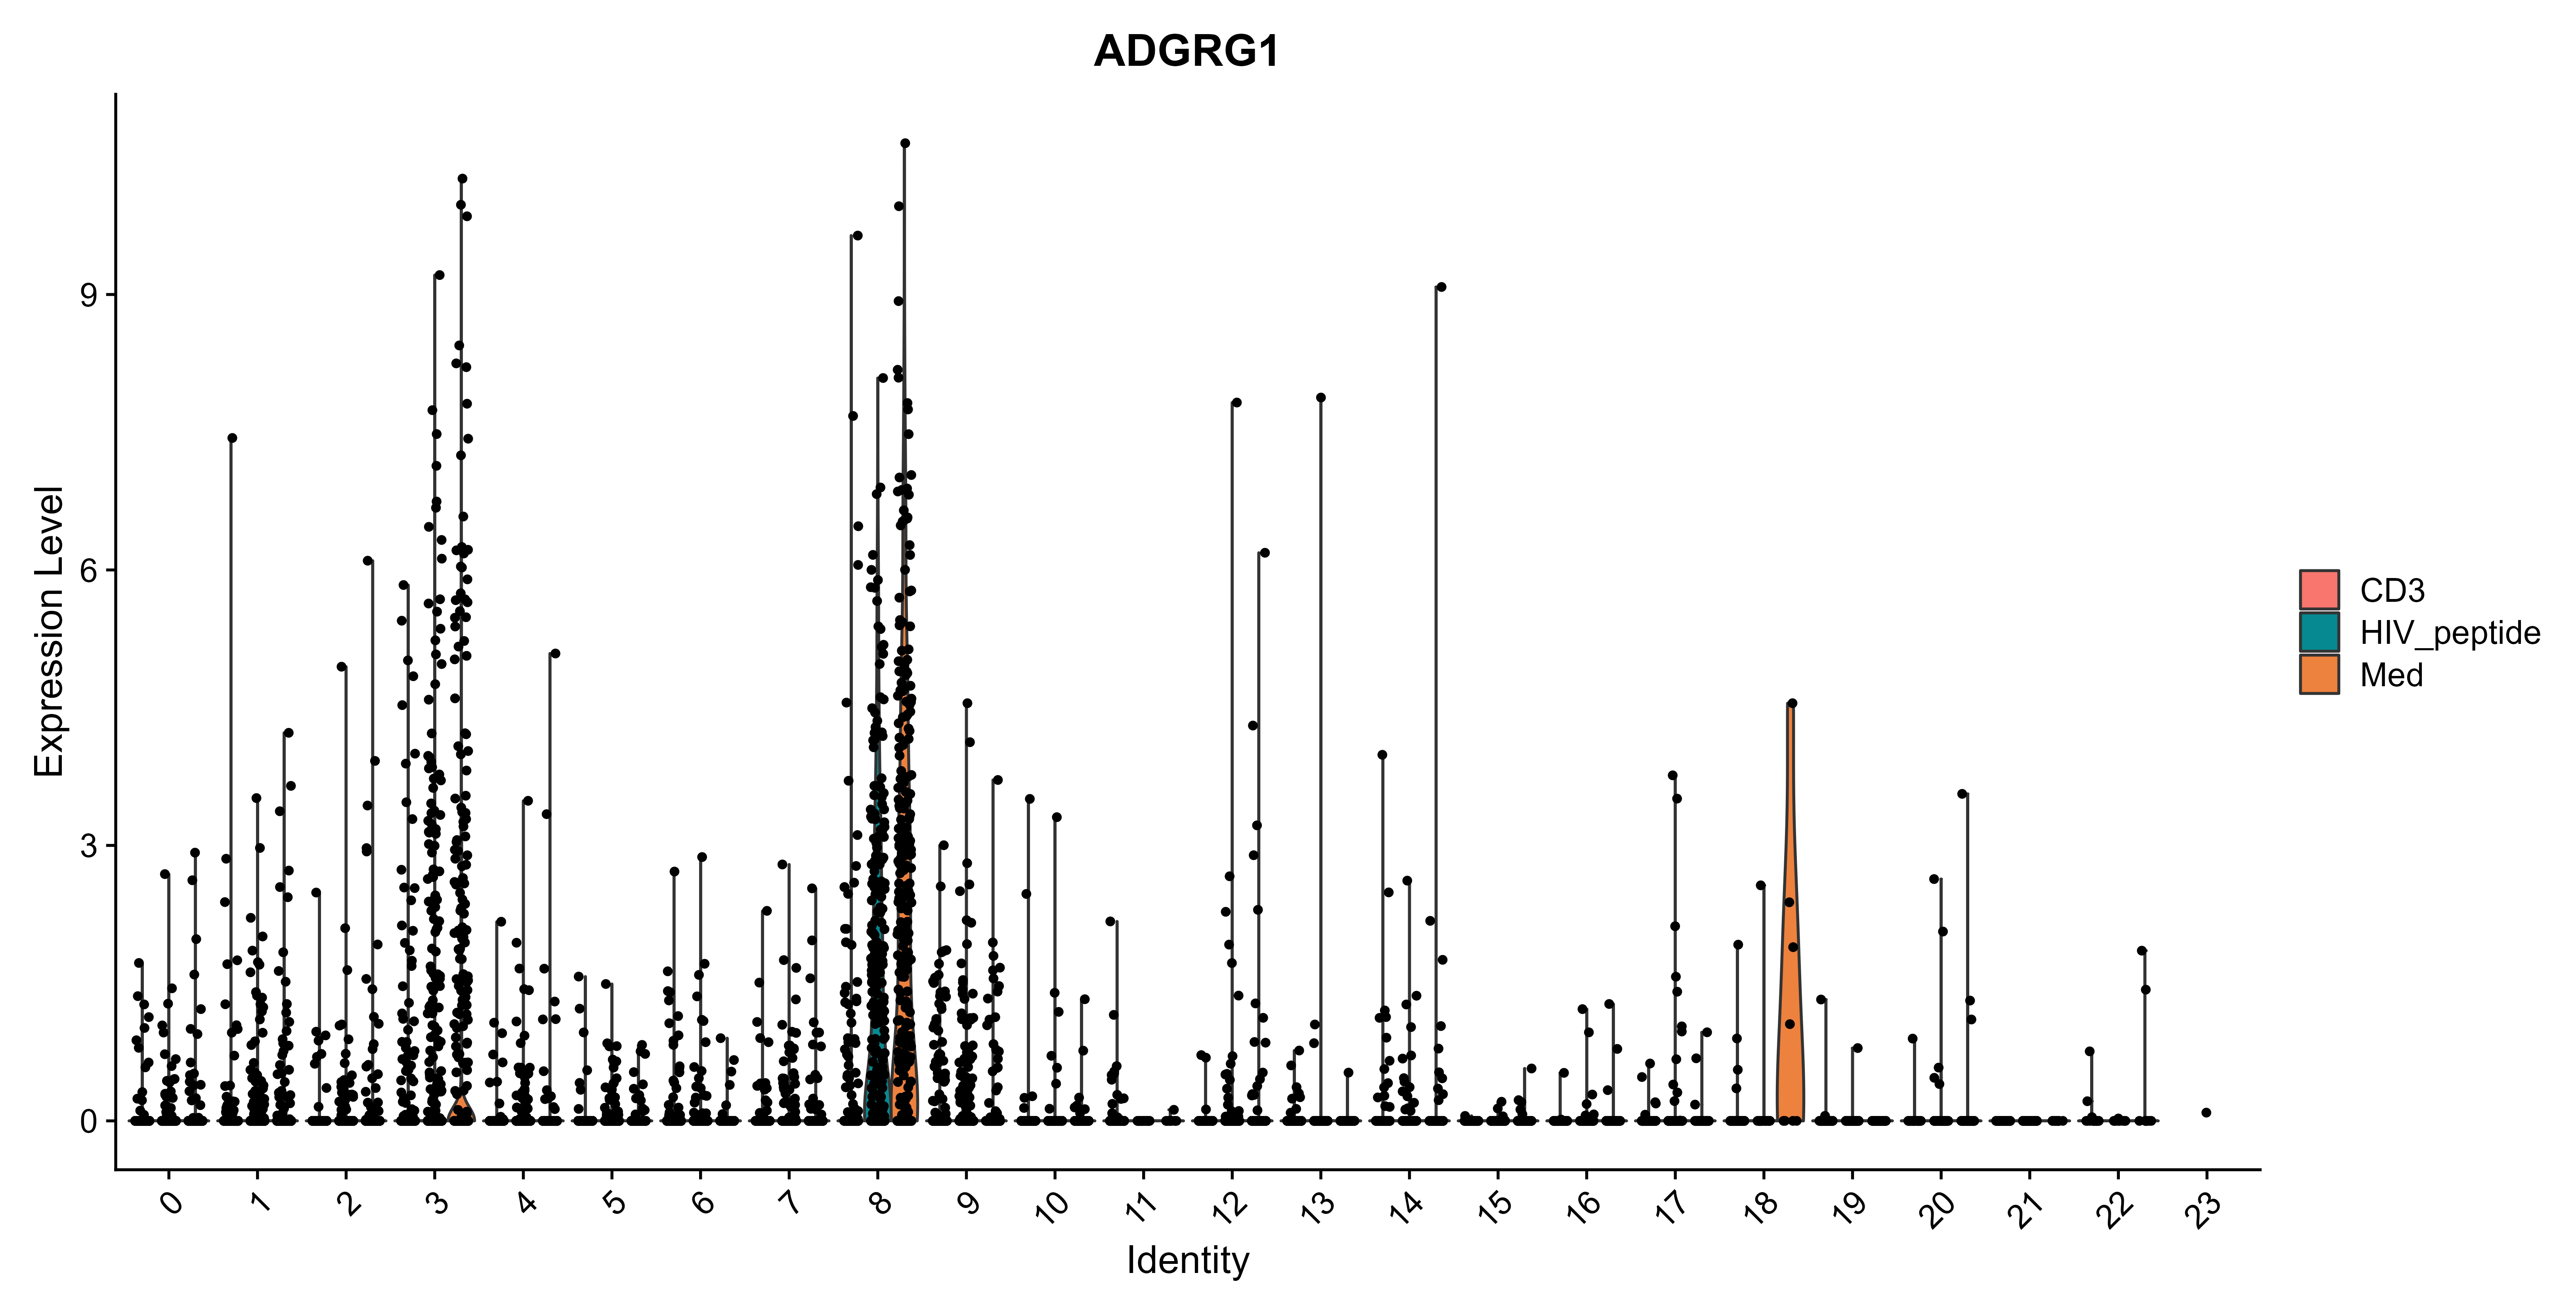 ADGRG1
Expression Level
9
6
3
0
0 1 2 3 4 5 6 7 8 9 10 11 12 13 14 15 16 17 18 19 20 21 22 23
Identity
CD3
HIV_peptide
Med